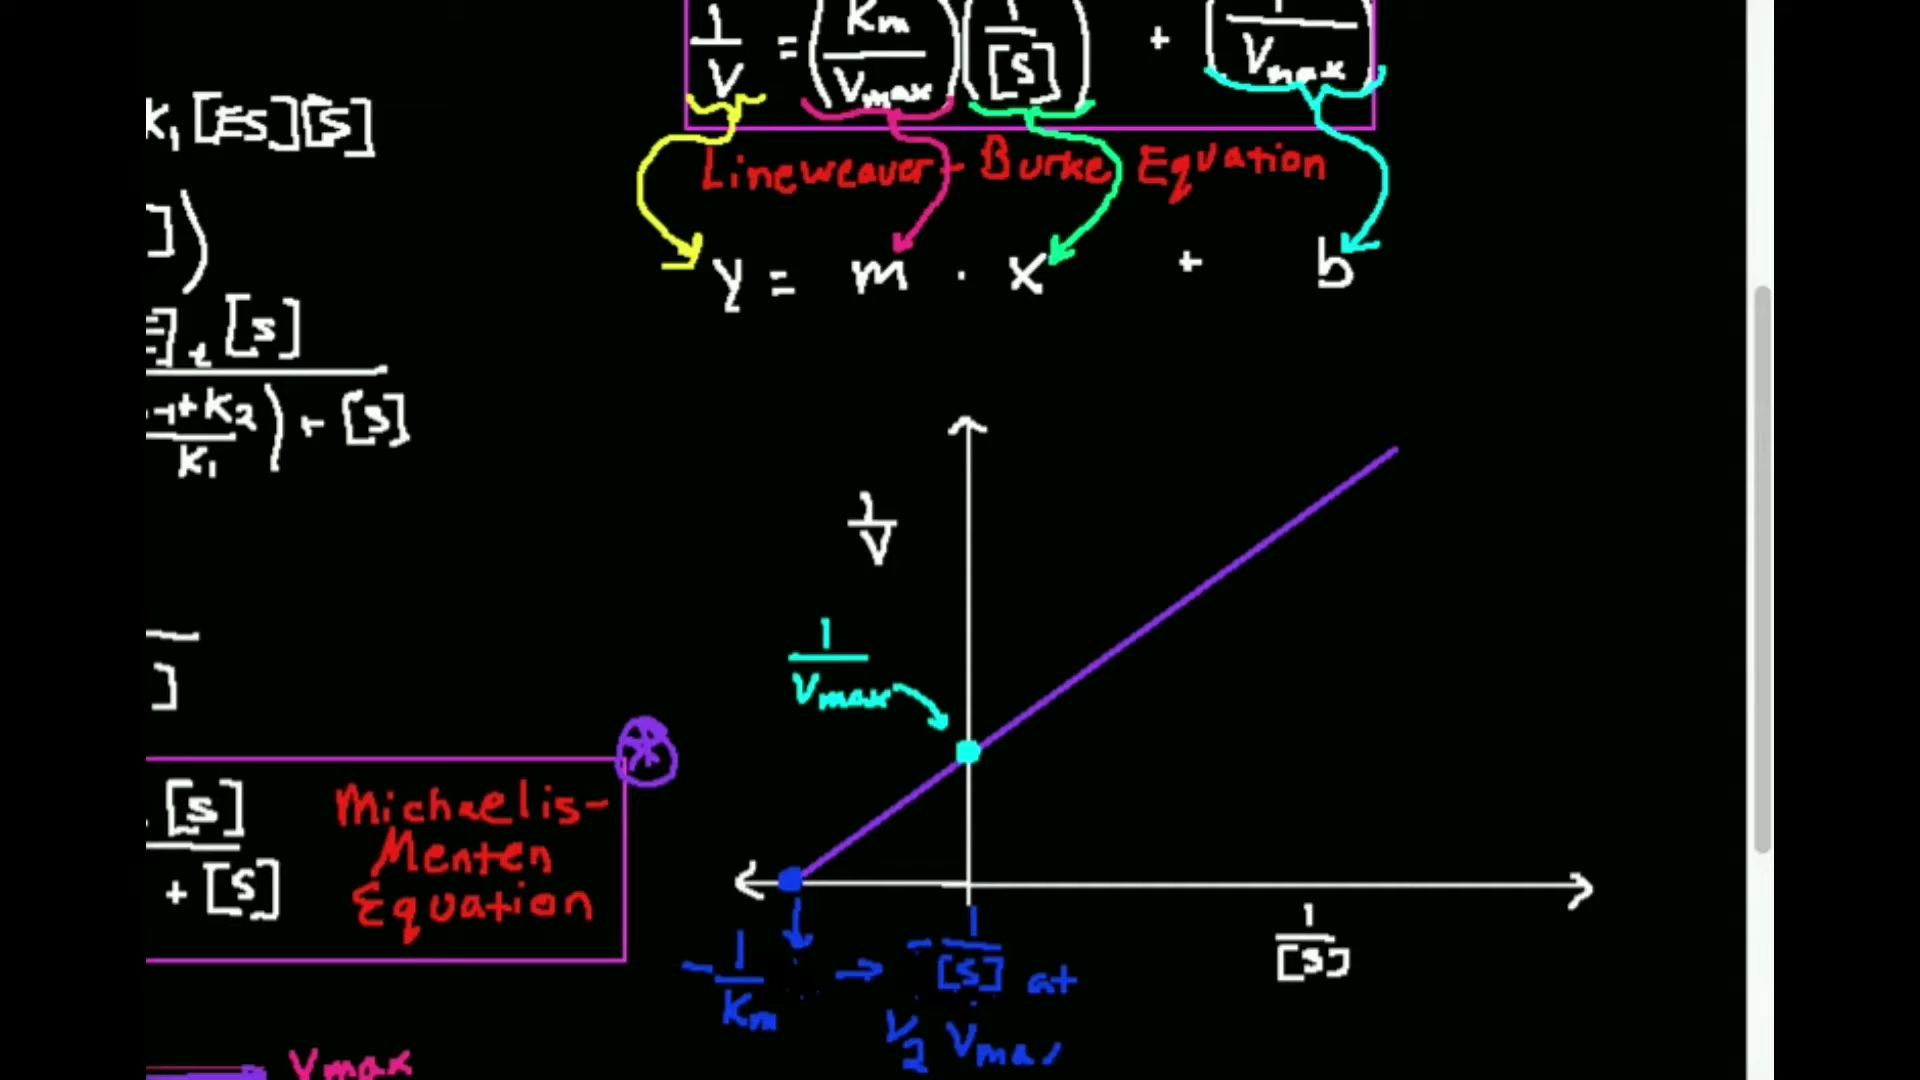 1/V = (Km/Vmax)(1/[S]) + (1/Vmax)
Lineweaver-Burke Equation
y = m · x + b
K₁[ES][S]
])
]t[S]
-1+K2) + [S]
K₁
1/V
1/Vmax
]
[S]
+ [S]
Michaelis-
Menten
Equation
1/[S]
-1/Km → -1/[S] at
½ Vmax
Vmax